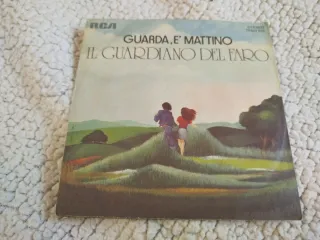 RCA
GUARDA, E' MATTINO
IL GUARDIANO DEL FARO